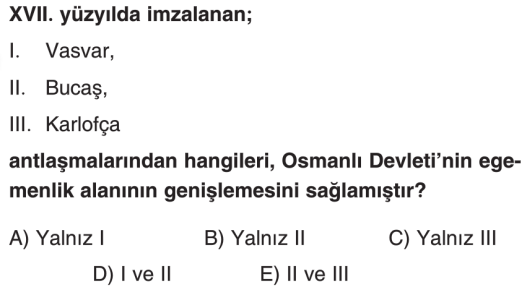 XVII. yüzyılda imzalanan;
I. Vasvar,
II. Bucaş,
III. Karlofça
antlaşmalarından hangileri, Osmanlı Devleti'nin ege-
menlik alanının genişlemesini sağlamıştır?
A) Yalnız I B) Yalnız II C) Yalnız III
D) I ve II E) II ve III